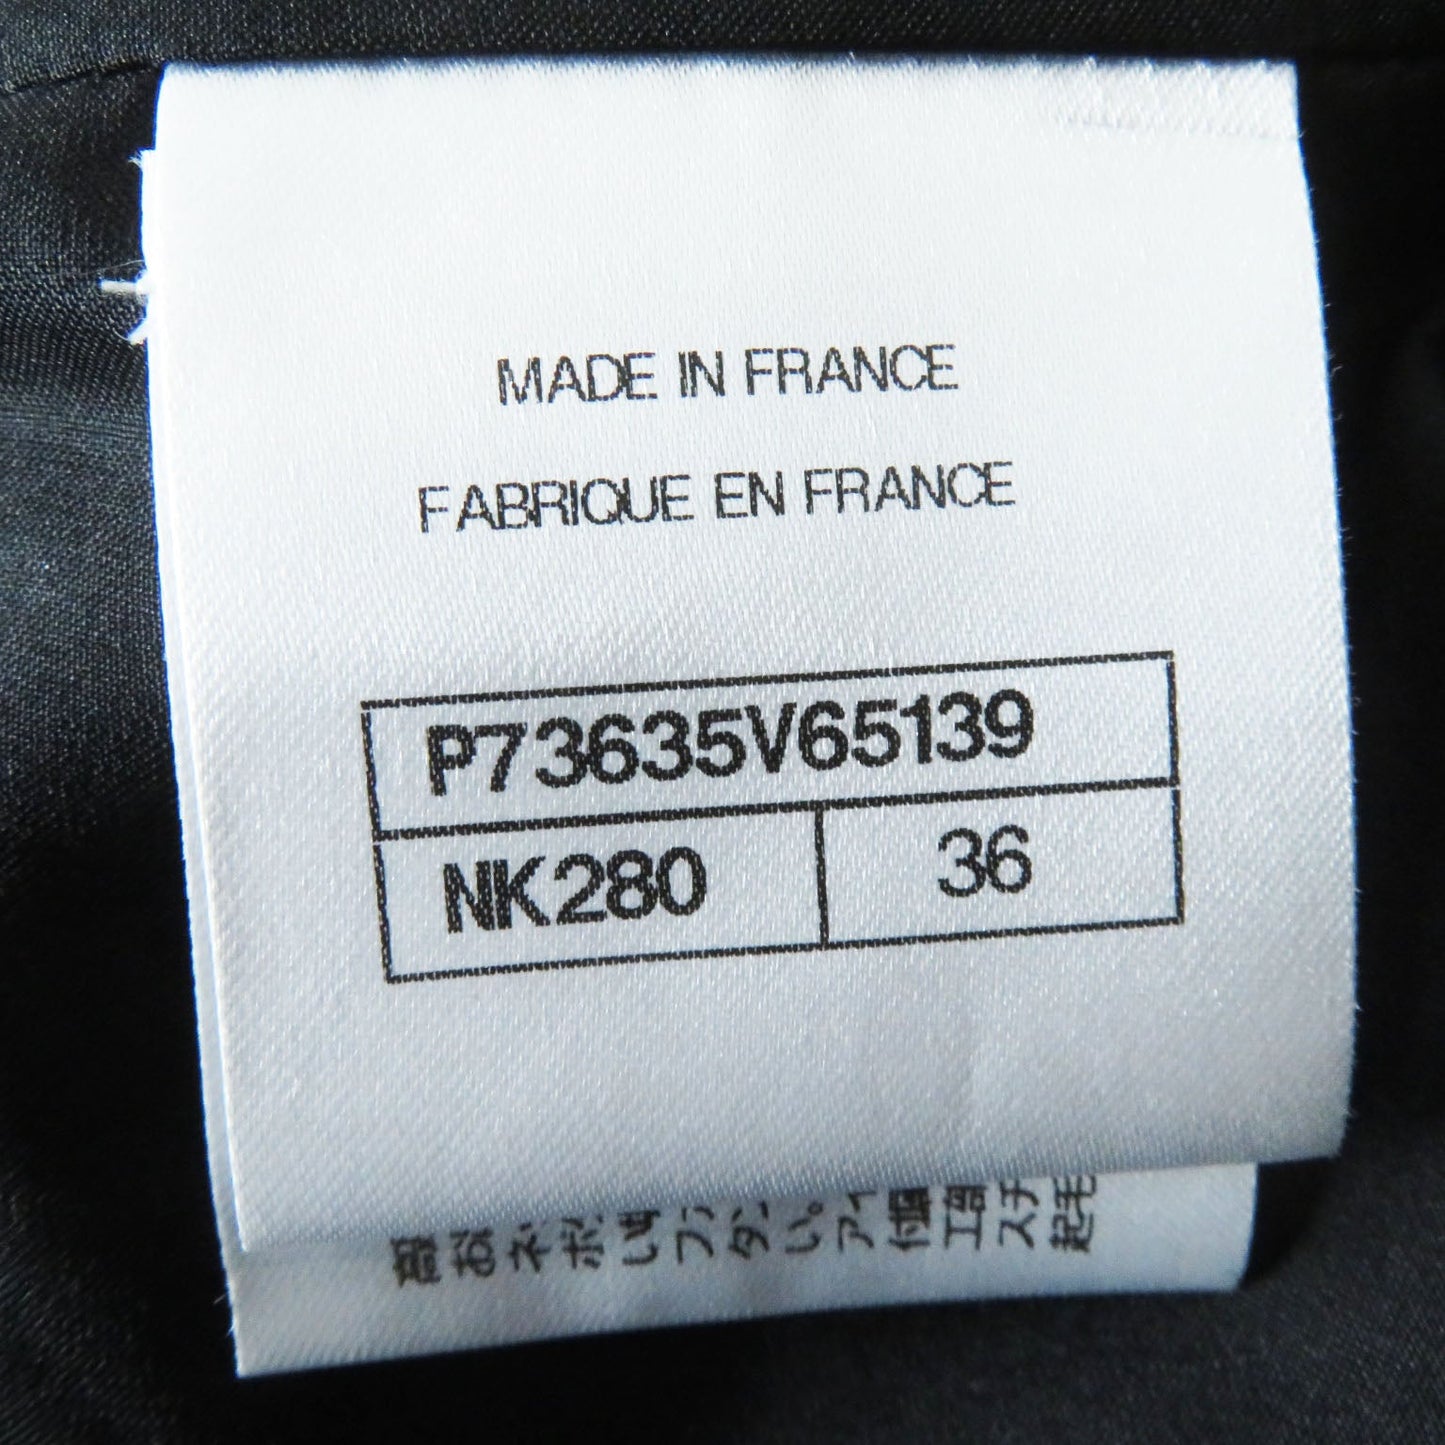 MADE IN FRANCE
FABRIQUE EN FRANCE
P73635V65139
NK280 36